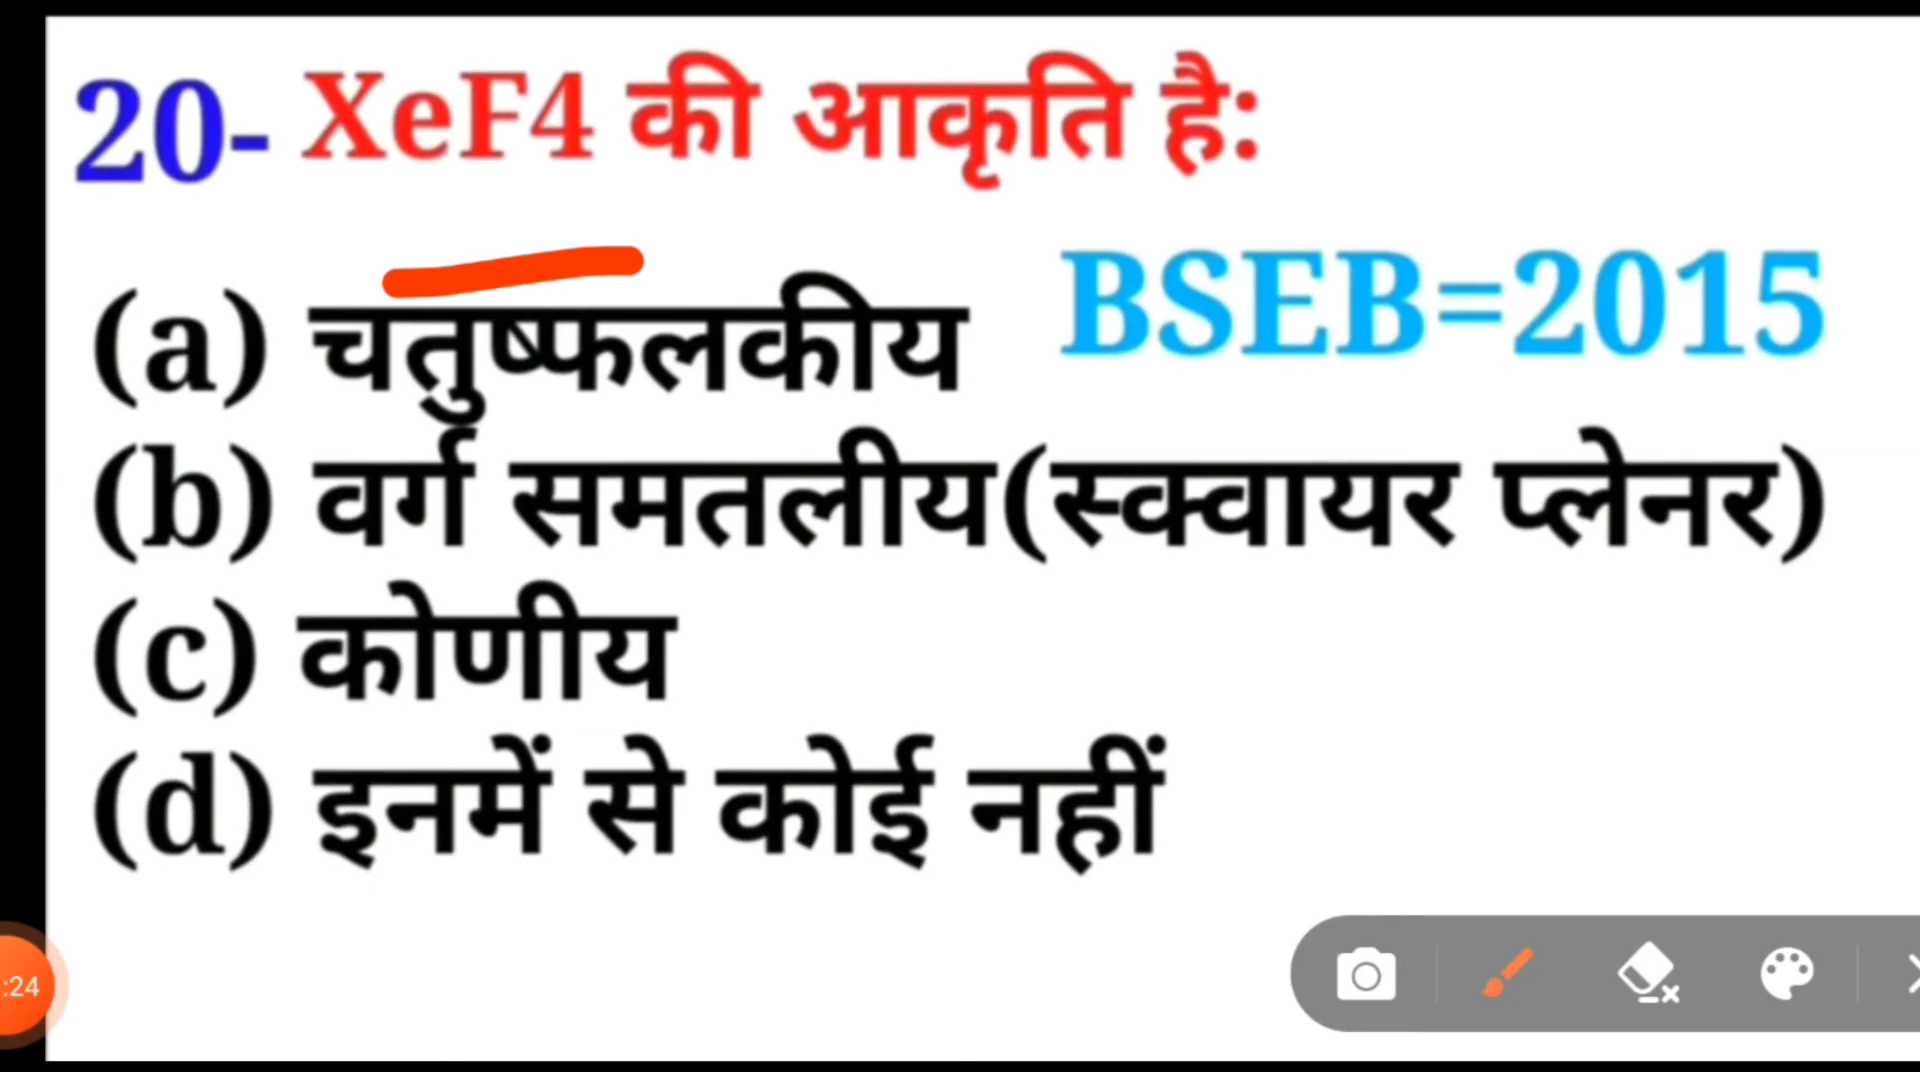 20- XeF4 की आकृति है:
(a) चतुष्फलकीय BSEB=2015
(b) वर्ग समतलीय(स्क्वायर प्लेनर)
(c) कोणीय
(d) इनमें से कोई नहीं
:24